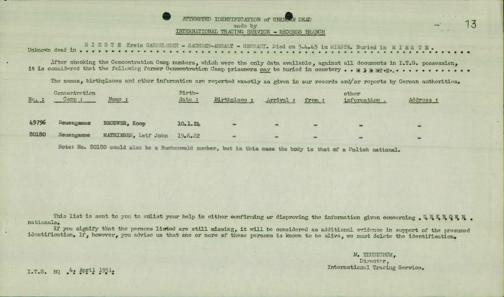 13
ATTEMPTED IDENTIFICATION of UNKNOWN DEAD
made by
INTERNATIONAL TRACING SERVICE - RECORDS BRANCH
Unknown dead in MIESTE Kreis GARDELEGEN - SACHSEN-ANHALT - GERMANY. Died on 5.4.45 in MIESTE. Buried in MIESTE.
After checking the Concentration Camp numbers, which were the only data available, against all documents in I.T.S. possession,
it is considered that the following former Concentration Camp prisoners may be buried in cemetery MIESTE
The names, birthplaces and other information are reported exactly as given in our records and/or reports by German authorities.
Concentration Birth- other
No.: Camp: Name: Date: Birthplace: Arrival: from: information. Address:
49796 Neuengamme BROUWER, Koop 10.1.24 - - - - -
80180 Neuengamme MATHIESEN, Leif John 19.6.22 - - - - -
Note: No. 80180 could also be a Buchenwald number, but in this case the body is that of a Polish national.
This list is sent to you to enlist your help in either confirming or disproving the information given concerning
nationals.
If you signify that the persons listed are still missing, it will be considered as additional evidence in support of the presumed
identification. If, however, you advise us that one or more of these persons is known to be alive, we must delete the identification.
Director,
International Tracing Service.
I.T.S. HQ 4. April 1951.